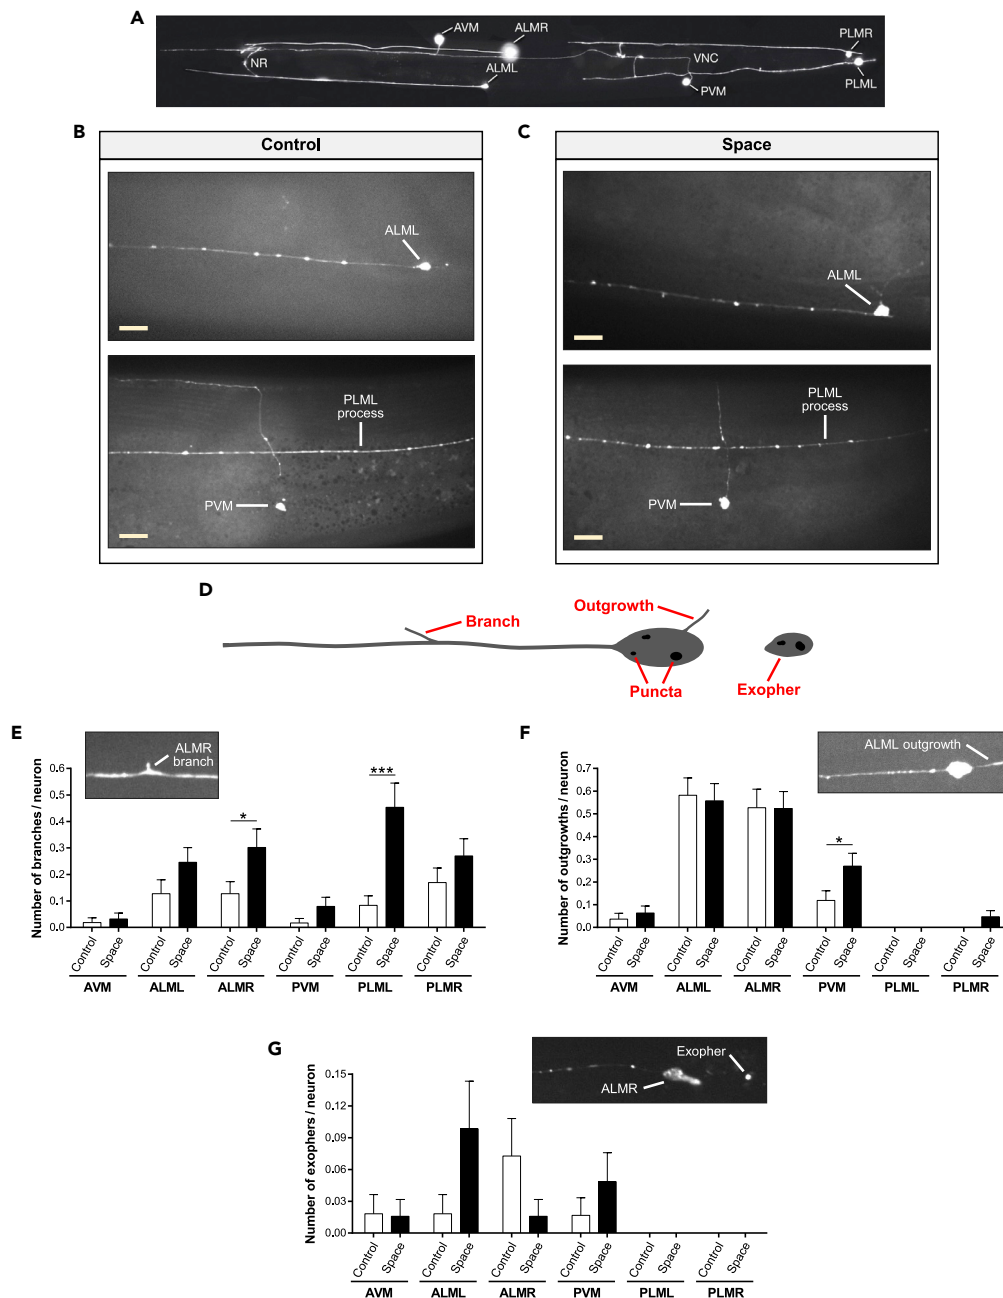 A
AVM
ALMR
NR
ALML
VNC
PLMR
PVM
PLML
B
Control
ALML
PLML
process
PVM
C
Space
ALML
PLML
process
PVM
D
Branch
Outgrowth
Puncta
Exopher
E
ALMR
branch
Number of branches / neuron
0.6
0.5
0.4
0.3
0.2
0.1
0.0
*
***
Control Space Control Space Control Space Control Space Control Space Control Space
AVM ALML ALMR PVM PLML PLMR
F
ALML outgrowth
Number of outgrowths / neuron
0.7
0.6
0.5
0.4
0.3
0.2
0.1
0.0
*
Control Space Control Space Control Space Control Space Control Space Control Space
AVM ALML ALMR PVM PLML PLMR
G
Exopher
ALMR
Number of exophers / neuron
0.15
0.12
0.09
0.06
0.03
0.00
Control Space Control Space Control Space Control Space Control Space Control Space
AVM ALML ALMR PVM PLML PLMR